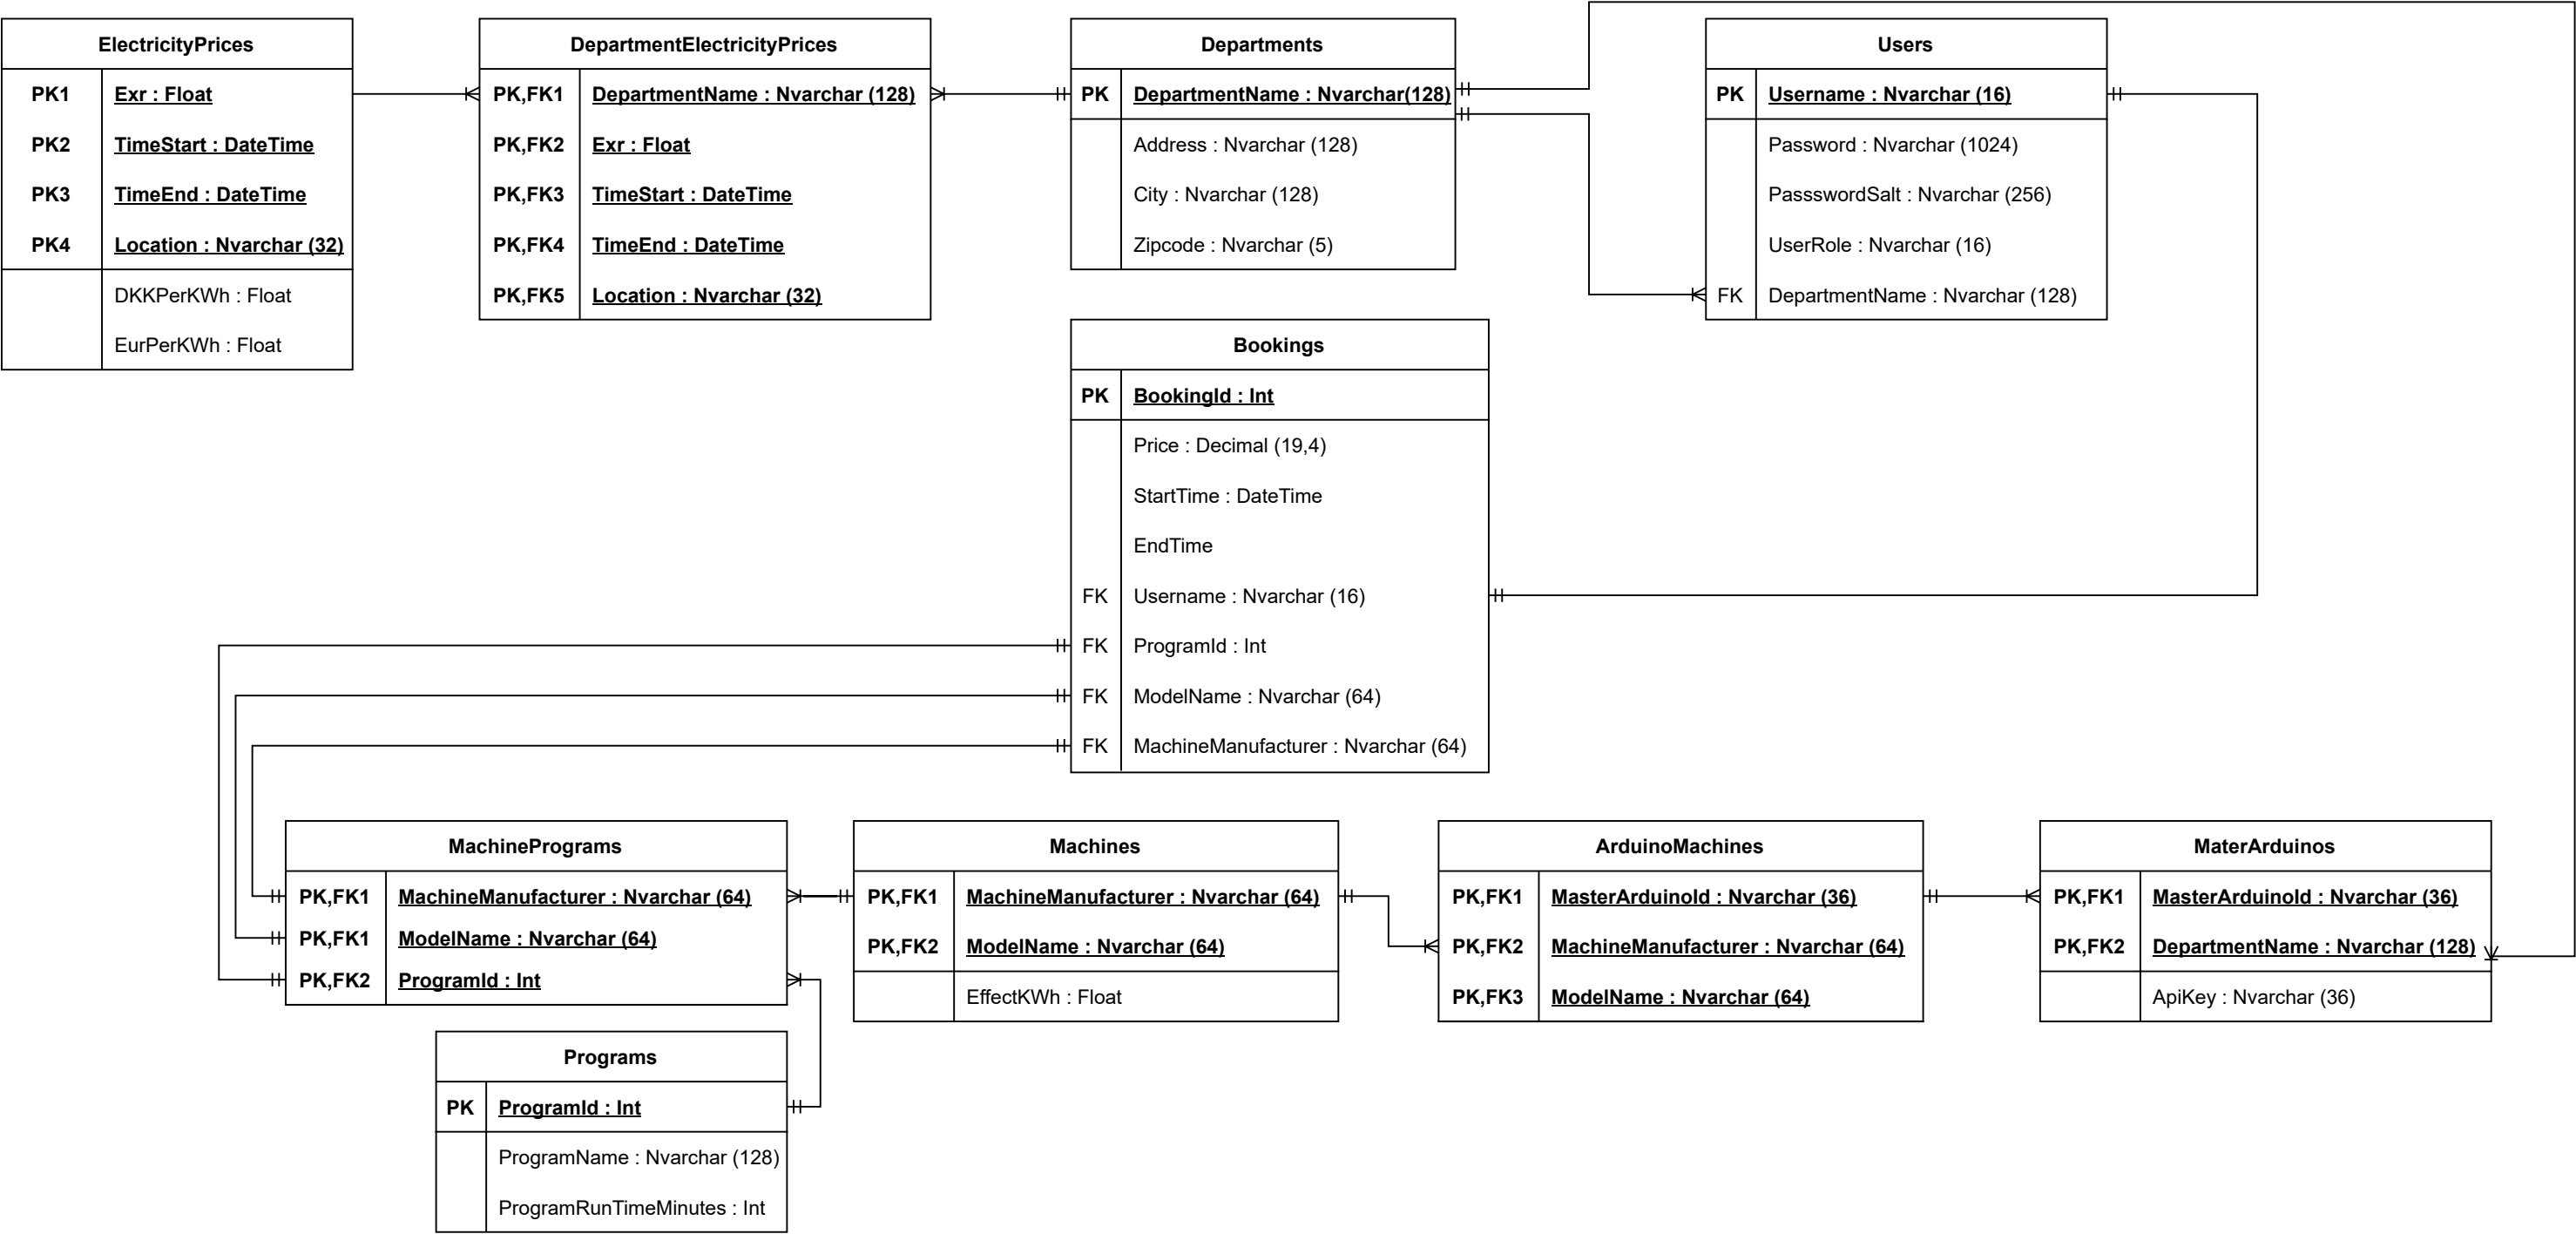 ElectricityPrices
PK1 Exr : Float
PK2 TimeStart : DateTime
PK3 TimeEnd : DateTime
PK4 Location : Nvarchar (32)
DKKPerKWh : Float
EurPerKWh : Float
DepartmentElectricityPrices
PK,FK1 DepartmentName : Nvarchar (128)
PK,FK2 Exr : Float
PK,FK3 TimeStart : DateTime
PK,FK4 TimeEnd : DateTime
PK,FK5 Location : Nvarchar (32)
Departments
PK DepartmentName : Nvarchar(128)
Address : Nvarchar (128)
City : Nvarchar (128)
Zipcode : Nvarchar (5)
Users
PK Username : Nvarchar (16)
Password : Nvarchar (1024)
PassswordSalt : Nvarchar (256)
UserRole : Nvarchar (16)
FK DepartmentName : Nvarchar (128)
Bookings
PK BookingId : Int
Price : Decimal (19,4)
StartTime : DateTime
EndTime
FK Username : Nvarchar (16)
FK ProgramId : Int
FK ModelName : Nvarchar (64)
FK MachineManufacturer : Nvarchar (64)
MachinePrograms
PK,FK1 MachineManufacturer : Nvarchar (64)
PK,FK1 ModelName : Nvarchar (64)
PK,FK2 ProgramId : Int
Machines
PK,FK1 MachineManufacturer : Nvarchar (64)
PK,FK2 ModelName : Nvarchar (64)
EffectKWh : Float
ArduinoMachines
PK,FK1 MasterArduinoId : Nvarchar (36)
PK,FK2 MachineManufacturer : Nvarchar (64)
PK,FK3 ModelName : Nvarchar (64)
MaterArduinos
PK,FK1 MasterArduinoId : Nvarchar (36)
PK,FK2 DepartmentName : Nvarchar (128)
ApiKey : Nvarchar (36)
Programs
PK ProgramId : Int
ProgramName : Nvarchar (128)
ProgramRunTimeMinutes : Int